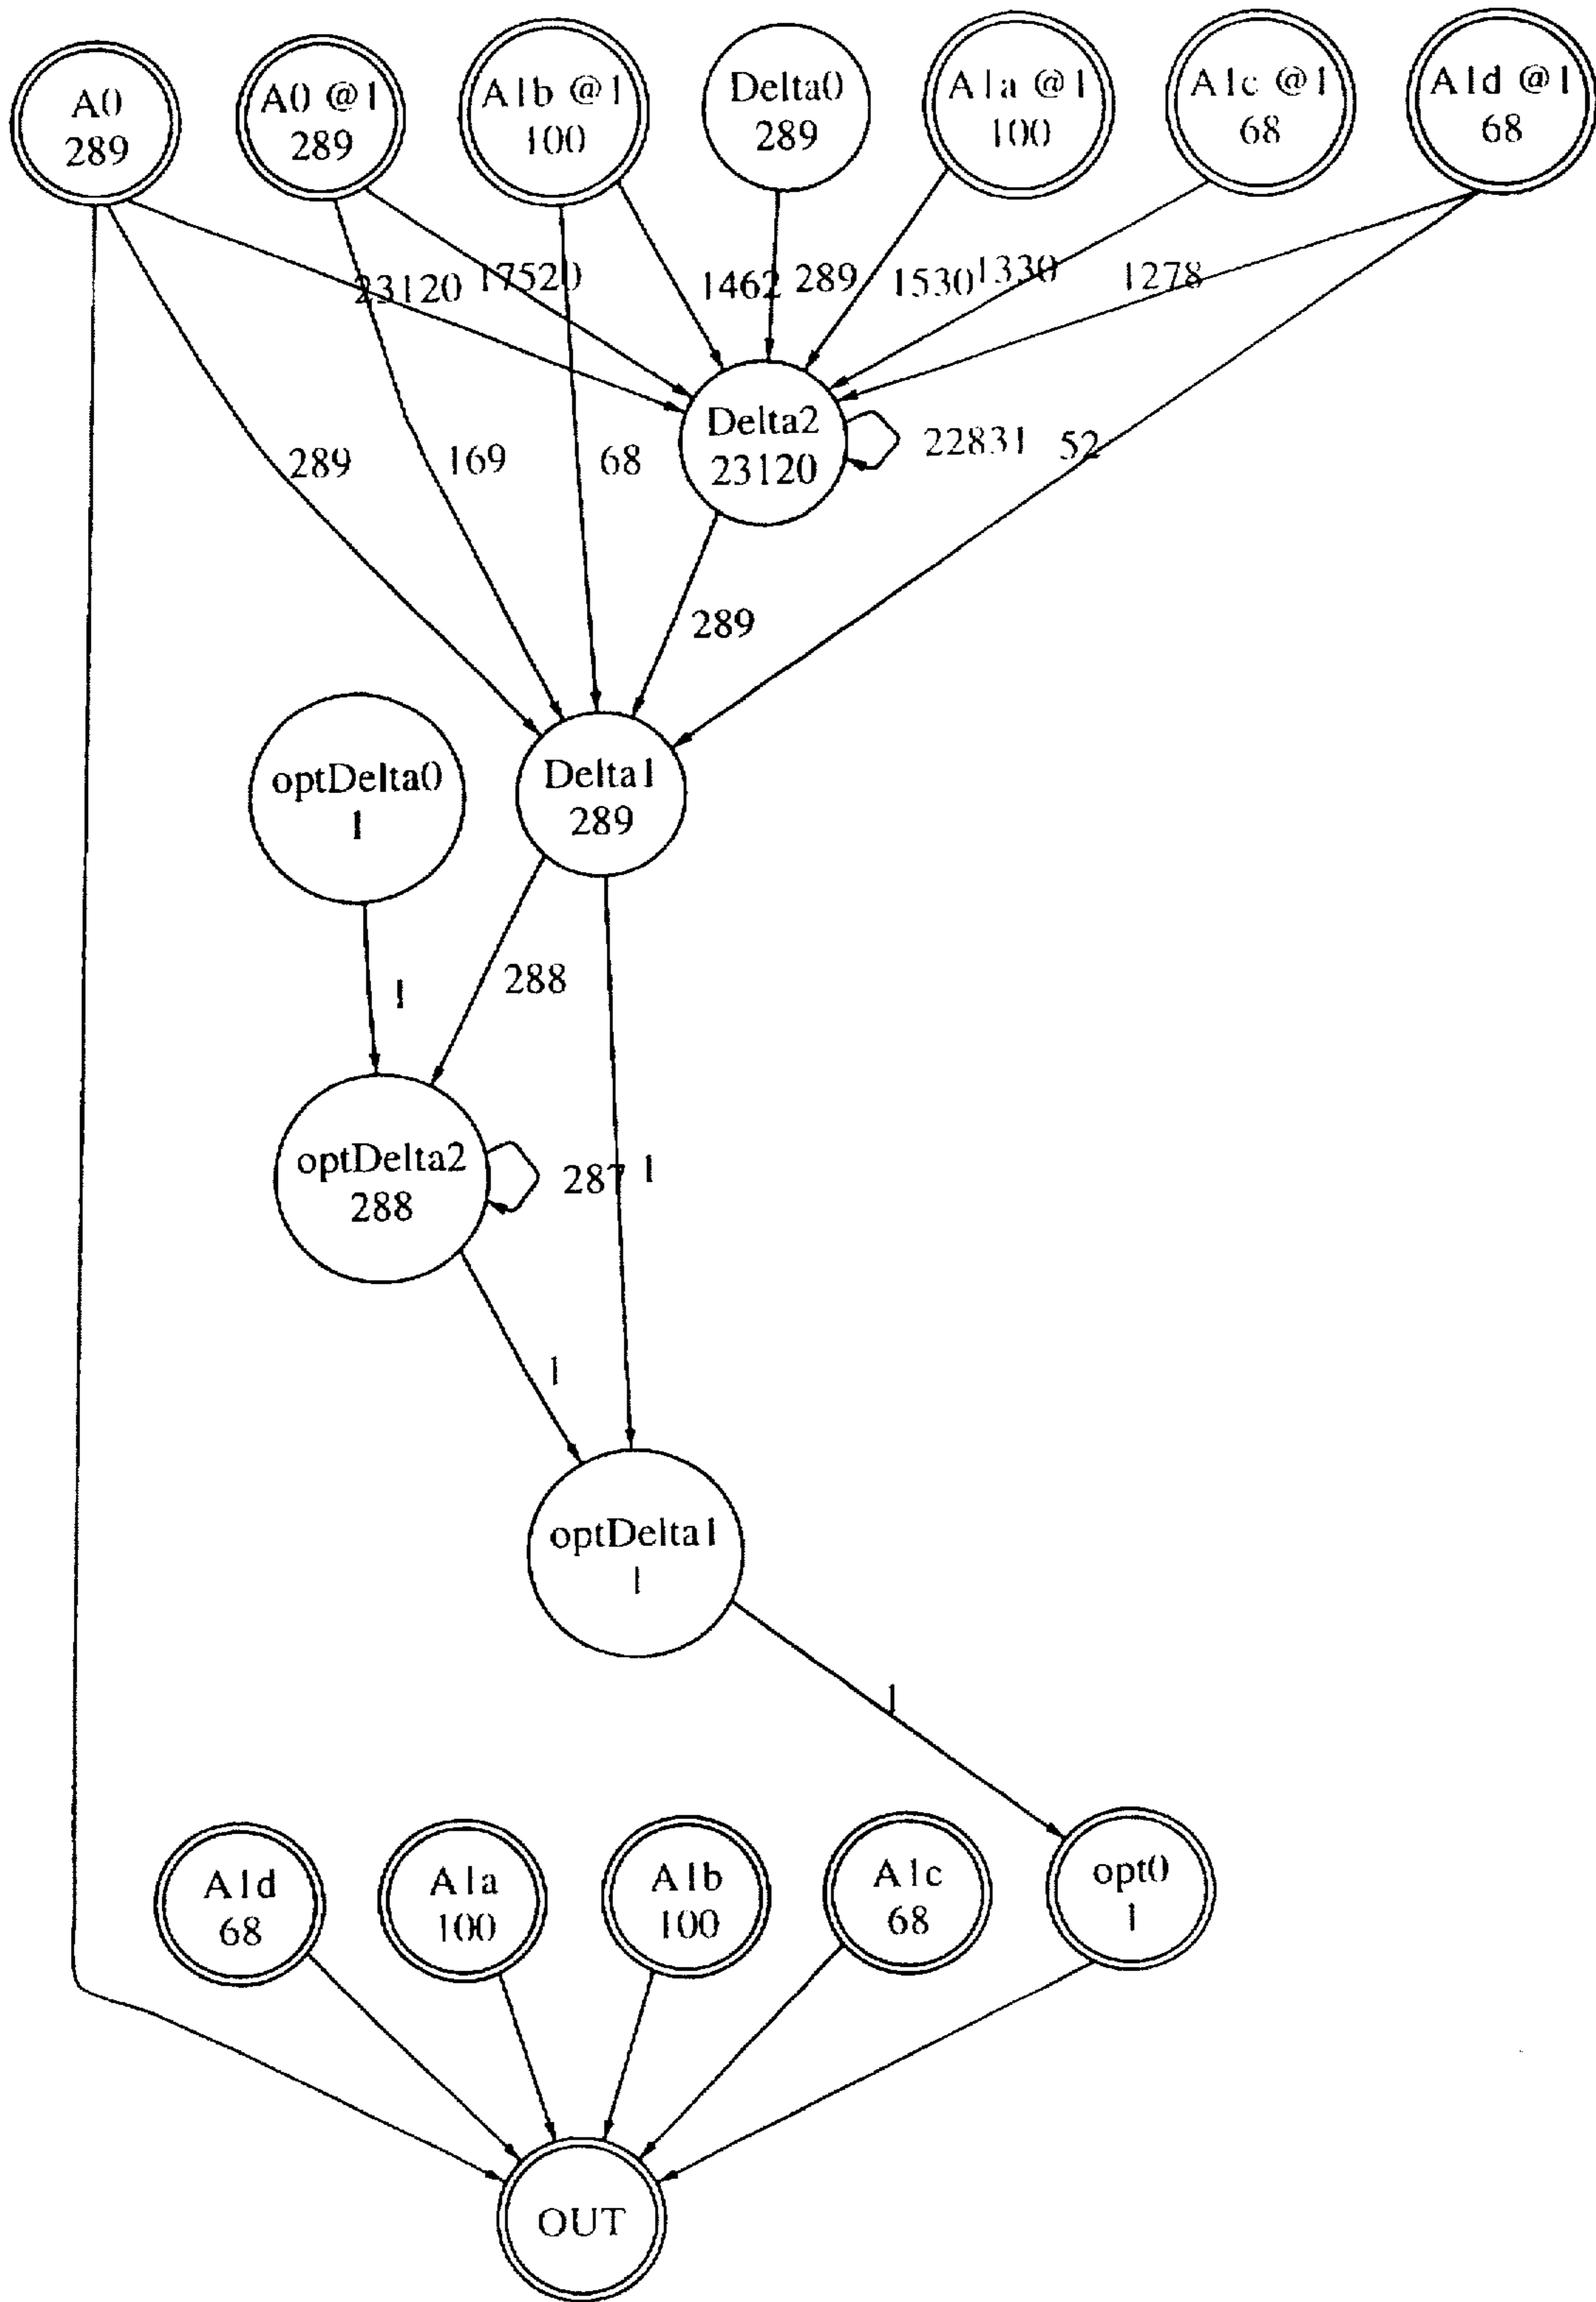 A0
289
A0 @1
289
A1b @1
100
Delta0
289
A1a @1
100
A1c @1
68
A1d @1
68
23120
17520
1462
289
1530
1330
1278
Delta2
23120
22831
52
289
169
68
289
optDelta0
1
Delta1
289
1
288
optDelta2
288
287
1
1
optDelta1
1
1
A1d
68
A1a
100
A1b
100
A1c
68
opt0
1
OUT